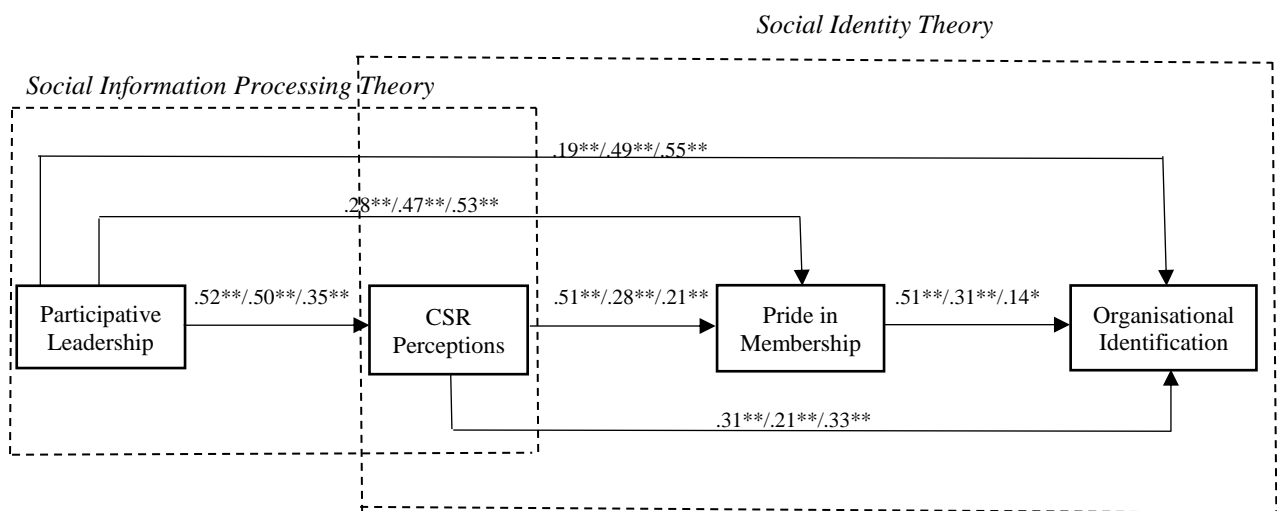 Social Identity Theory
Social Information Processing Theory
.19**/.49**/.55**
.28**/.47**/.53**
.52**/.50**/.35**
.51**/.28**/.21**
.51**/.31**/.14*
Participative
Leadership
CSR
Perceptions
Pride in
Membership
Organisational
Identification
.31**/.21**/.33**